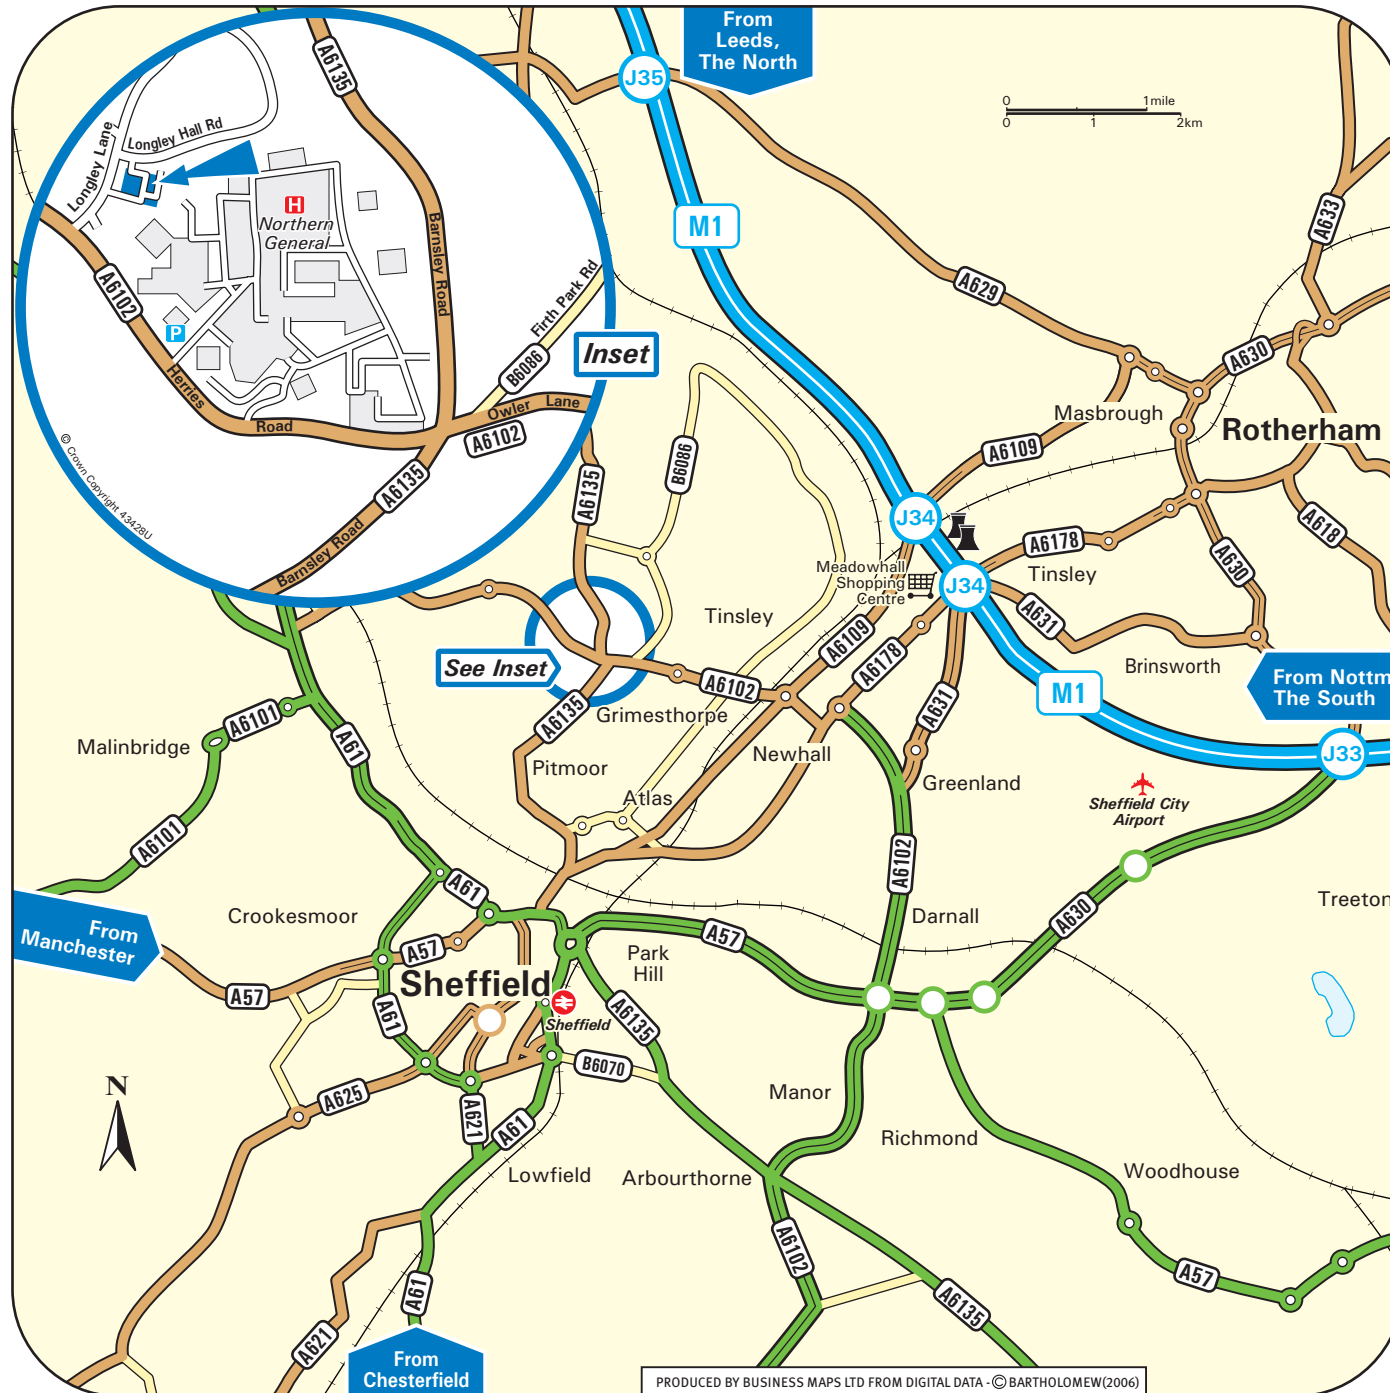 From
Leeds,
The North
J35
0 1mile
0 1 2km
M1
A629
A633
A630
Masbrough
Rotherham
A6109
J34
A6178
Tinsley
A618
A630
Meadowhall
Shopping
Centre
J34
A631
Brinsworth
From Nottm
The South
M1
J33
A6135
Longley Lane
Longley Hall Rd
H
Northern
General
Barnsley Road
A6102
P
Herries
Road
Firth Park Rd
B6086
Owler Lane
A6102
A6135
Barnsley Road
© Crown Copyright 43428U
Inset
B6086
A6135
Tinsley
See Inset
A6102
A6109
A6178
A631
A6135
Grimesthorpe
Newhall
Greenland
Pitmoor
Atlas
Sheffield City
Airport
A6101
A61
Malinbridge
A6101
A61
Crookesmoor
From
Manchester
A57
A57
Sheffield
Sheffield
Park
Hill
A57
A6102
Darnall
A630
Treeton
A61
A6135
B6070
Manor
Richmond
N
A625
A621
A61
Lowfield
Arbourthorne
Woodhouse
A6102
A57
A61
A621
A6135
From
Chesterfield
PRODUCED BY BUSINESS MAPS LTD FROM DIGITAL DATA - © BARTHOLOMEW(2006)